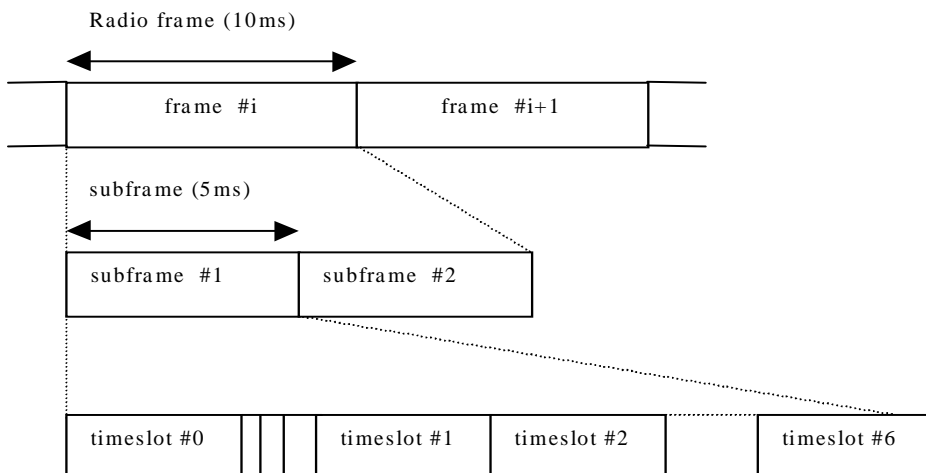 Radio frame (10ms)
frame #i
frame #i+1
subframe (5ms)
subframe #1
subframe #2
timeslot #0
timeslot #1
timeslot #2
timeslot #6